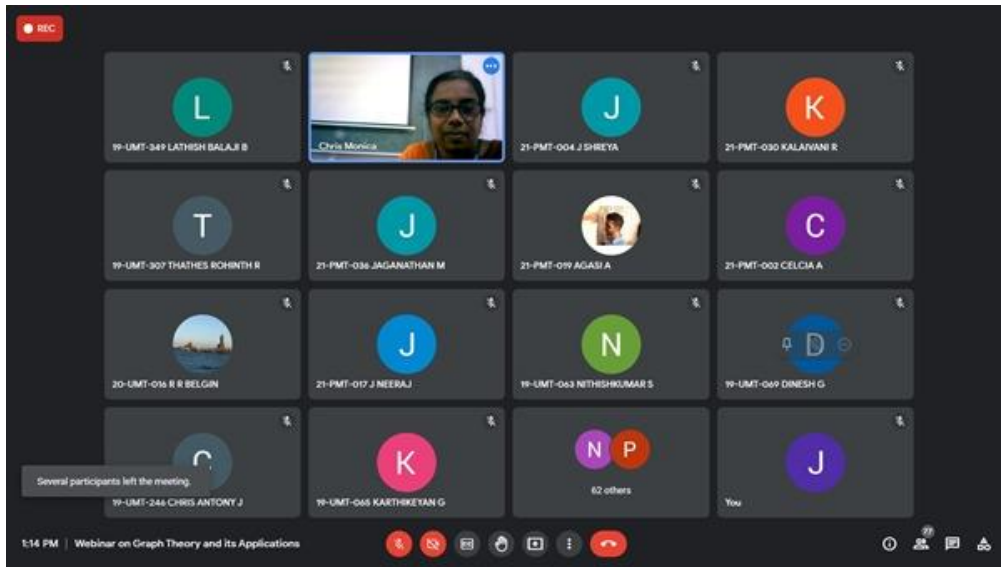 REC
L
19-UMT-349 LATHISH BALAJI B
Chris Monica
J
21-PMT-004 J SHREYA
K
21-PMT-030 KALAIVANI R
T
19-UMT-307 THATHES ROHINTH R
J
21-PMT-036 JAGANATHAN M
21-PMT-019 AGASI A
C
21-PMT-002 CELCIA A
20-UMT-016 R R BELGIN
J
21-PMT-017 J NEERAJ
N
19-UMT-063 NITHISHKUMAR S
D
19-UMT-069 DINESH G
Several participants left the meeting.
19-UMT-246 CHRIS ANTONY J
K
19-UMT-065 KARTHIKEYAN G
N P
62 others
J
You
1:14 PM | Webinar on Graph Theory and its Applications
77